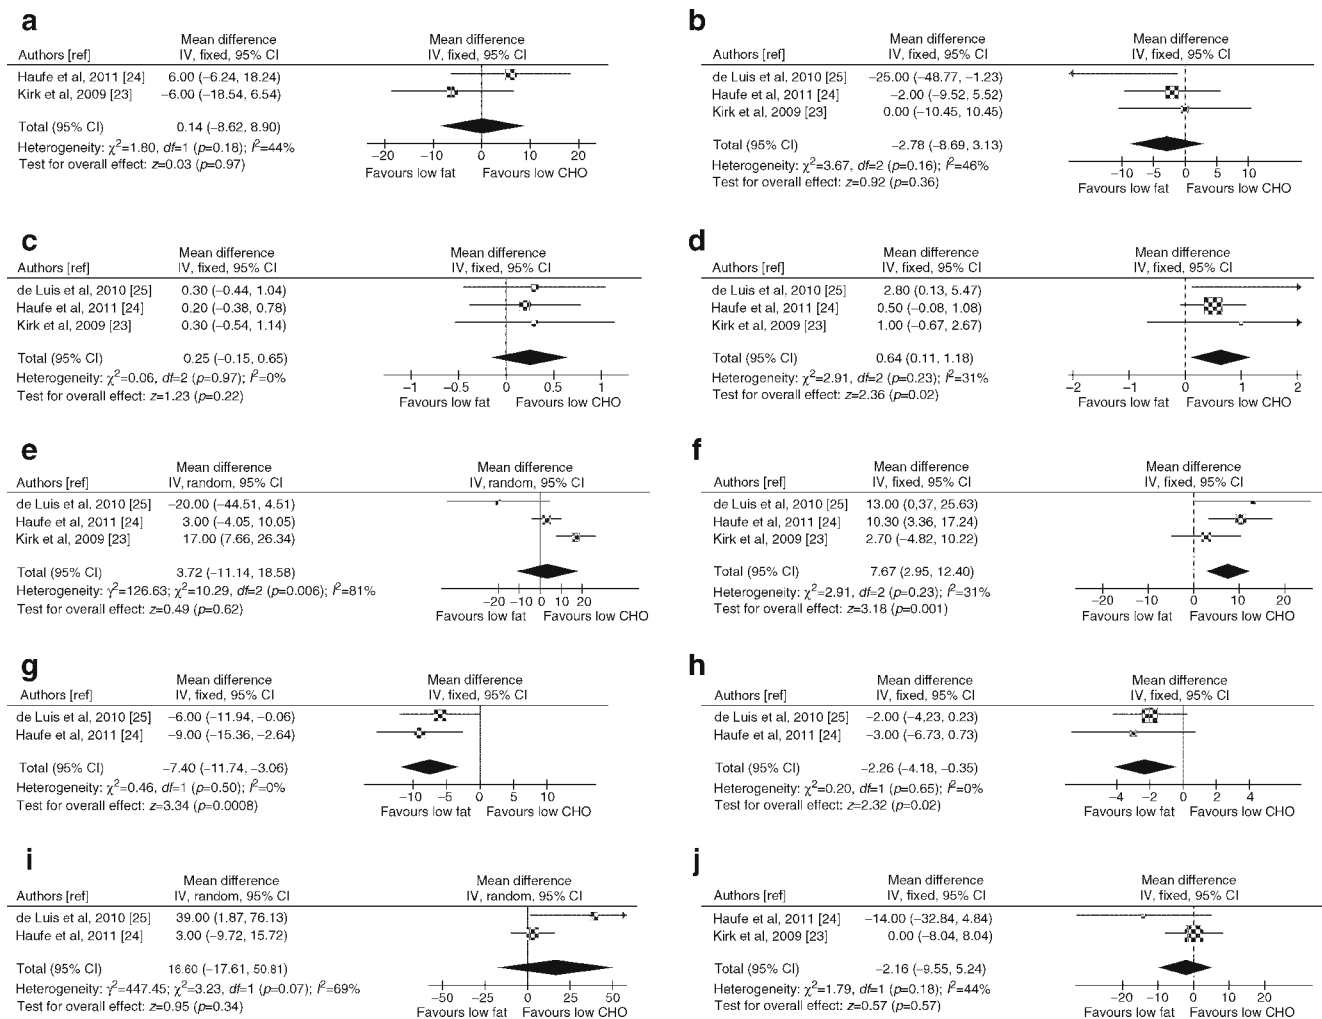 a
Mean difference
Mean difference
Authors [ref]
IV, fixed, 95% CI
IV, fixed, 95% CI
Haufe et al, 2011 [24] 6.00 (−6.24, 18.24)
Kirk et al, 2009 [23] −6.00 (−18.54, 6.54)
Total (95% CI) 0.14 (−8.62, 8.90)
Heterogeneity: χ²=1.80, df=1 (p=0.18); I²=44%
Test for overall effect: z=0.03 (p=0.97)
−20 −10 0 10 20
Favours low fat Favours low CHO
b
Mean difference
Mean difference
Authors [ref]
IV, fixed, 95% CI
IV, fixed, 95% CI
de Luis et al, 2010 [25] −25.00 (−48.77, −1.23)
Haufe et al, 2011 [24] −2.00 (−9.52, 5.52)
Kirk et al, 2009 [23] 0.00 (−10.45, 10.45)
Total (95% CI) −2.78 (−8.69, 3.13)
Heterogeneity: χ²=3.67, df=2 (p=0.16); I²=46%
Test for overall effect: z=0.92 (p=0.36)
−10 −5 0 5 10
Favours low fat Favours low CHO
c
Mean difference
Mean difference
Authors [ref]
IV, fixed, 95% CI
IV, fixed, 95% CI
de Luis et al, 2010 [25] 0.30 (−0.44, 1.04)
Haufe et al, 2011 [24] 0.20 (−0.38, 0.78)
Kirk et al, 2009 [23] 0.30 (−0.54, 1.14)
Total (95% CI) 0.25 (−0.15, 0.65)
Heterogeneity: χ²=0.06, df=2 (p=0.97); I²=0%
Test for overall effect: z=1.23 (p=0.22)
−1 −0.5 0 0.5 1
Favours low fat Favours low CHO
d
Mean difference
Mean difference
Authors [ref]
IV, fixed, 95% CI
IV, fixed, 95% CI
de Luis et al, 2010 [25] 2.80 (0.13, 5.47)
Haufe et al, 2011 [24] 0.50 (−0.08, 1.08)
Kirk et al, 2009 [23] 1.00 (−0.67, 2.67)
Total (95% CI) 0.64 (0.11, 1.18)
Heterogeneity: χ²=2.91, df=2 (p=0.23); I²=31%
Test for overall effect: z=2.36 (p=0.02)
−2 −1 0 1 2
Favours low fat Favours low CHO
e
Mean difference
Mean difference
Authors [ref]
IV, random, 95% CI
IV, random, 95% CI
de Luis et al, 2010 [25] −20.00 (−44.51, 4.51)
Haufe et al, 2011 [24] 3.00 (−4.05, 10.05)
Kirk et al, 2009 [23] 17.00 (7.66, 26.34)
Total (95% CI) 3.72 (−11.14, 18.58)
Heterogeneity: γ²=126.63; χ²=10.29, df=2 (p=0.006); I²=81%
Test for overall effect: z=0.49 (p=0.62)
−20 −10 0 10 20
Favours low fat Favours low CHO
f
Mean difference
Mean difference
Authors [ref]
IV, fixed, 95% CI
IV, fixed, 95% CI
de Luis et al, 2010 [25] 13.00 (0.37, 25.63)
Haufe et al, 2011 [24] 10.30 (3.36, 17.24)
Kirk et al, 2009 [23] 2.70 (−4.82, 10.22)
Total (95% CI) 7.67 (2.95, 12.40)
Heterogeneity: χ²=2.91, df=2 (p=0.23); I²=31%
Test for overall effect: z=3.18 (p=0.001)
−20 −10 0 10 20
Favours low fat Favours low CHO
g
Mean difference
Mean difference
Authors [ref]
IV, fixed, 95% CI
IV, fixed, 95% CI
de Luis et al, 2010 [25] −6.00 (−11.94, −0.06)
Haufe et al, 2011 [24] −9.00 (−15.36, −2.64)
Total (95% CI) −7.40 (−11.74, −3.06)
Heterogeneity: χ²=0.46, df=1 (p=0.50); I²=0%
Test for overall effect: z=3.34 (p=0.0008)
−10 −5 0 5 10
Favours low fat Favours low CHO
h
Mean difference
Mean difference
Authors [ref]
IV, fixed, 95% CI
IV, fixed, 95% CI
de Luis et al, 2010 [25] −2.00 (−4.23, 0.23)
Haufe et al, 2011 [24] −3.00 (−6.73, 0.73)
Total (95% CI) −2.26 (−4.18, −0.35)
Heterogeneity: χ²=0.20, df=1 (p=0.65); I²=0%
Test for overall effect: z=2.32 (p=0.02)
−4 −2 0 2 4
Favours low fat Favours low CHO
i
Mean difference
Mean difference
Authors [ref]
IV, random, 95% CI
IV, random, 95% CI
de Luis et al, 2010 [25] 39.00 (1.87, 76.13)
Haufe et al, 2011 [24] 3.00 (−9.72, 15.72)
Total (95% CI) 16.60 (−17.61, 50.81)
Heterogeneity: γ²=447.45; χ²=3.23, df=1 (p=0.07); I²=69%
Test for overall effect: z=0.95 (p=0.34)
−50 −25 0 25 50
Favours low fat Favours low CHO
j
Mean difference
Mean difference
Authors [ref]
IV, fixed, 95% CI
IV, fixed, 95% CI
Haufe et al, 2011 [24] −14.00 (−32.84, 4.84)
Kirk et al, 2009 [23] 0.00 (−8.04, 8.04)
Total (95% CI) −2.16 (−9.55, 5.24)
Heterogeneity: χ²=1.79, df=1 (p=0.18); I²=44%
Test for overall effect: z=0.57 (p=0.57)
−20 −10 0 10 20
Favours low fat Favours low CHO